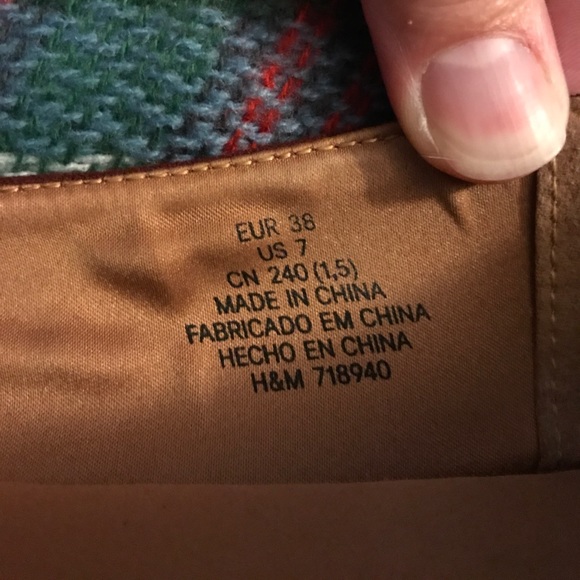 EUR 38
US 7
CN 240 (1,5)
MADE IN CHINA
FABRICADO EM CHINA
HECHO EN CHINA
H&M 718940